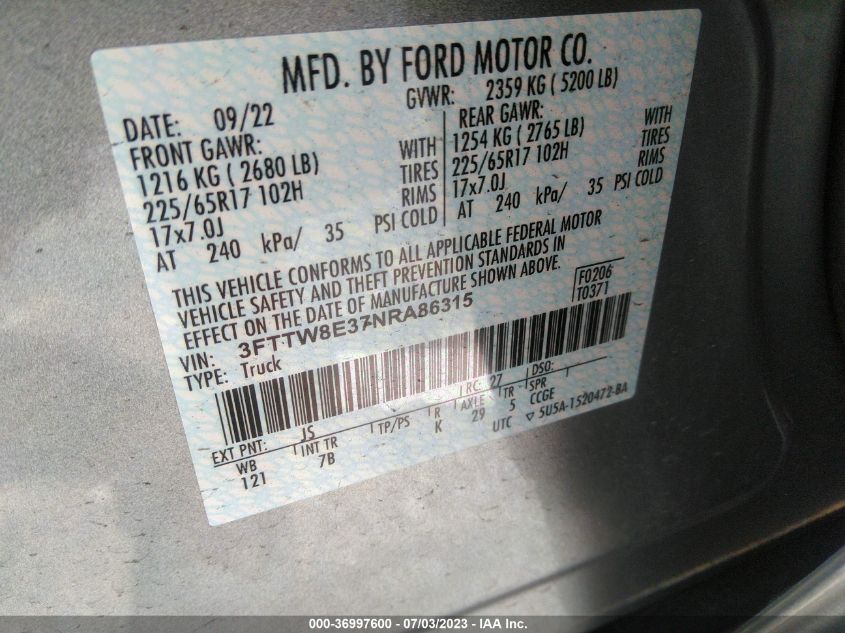 MFD. BY FORD MOTOR CO.
DATE: 09/22
GVWR: 2359 KG ( 5200 LB)
FRONT GAWR:
1216 KG ( 2680 LB) WITH
225/65R17 102H TIRES
17x7.0J RIMS
AT 240 kPa/ 35 PSI COLD
REAR GAWR:
1254 KG ( 2765 LB) WITH
225/65R17 102H TIRES
17x7.0J RIMS
AT 240 kPa/ 35 PSI COLD
THIS VEHICLE CONFORMS TO ALL APPLICABLE FEDERAL MOTOR
VEHICLE SAFETY AND THEFT PREVENTION STANDARDS IN
EFFECT ON THE DATE OF MANUFACTURE SHOWN ABOVE.
F0206
T0371
VIN: 3FTTW8E37NRA86315
TYPE: Truck
EXT PNT: JS RC: 27 DSO:
WB INT TR TP/PS R AXLE TR SPR
121 7B K 29 5 CCGE
UTC ▽ 5U5A-1520472-BA
000-36997600 - 07/03/2023 - IAA Inc.